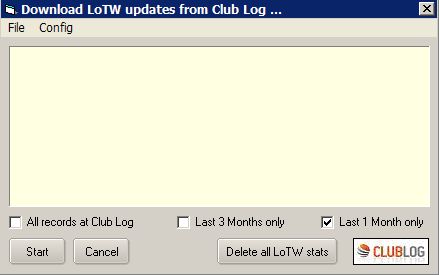 Download LoTW updates from Club Log ...
File Config
All records at Club Log Last 3 Months only Last 1 Month only
Start Cancel Delete all LoTW stats CLUBLOG